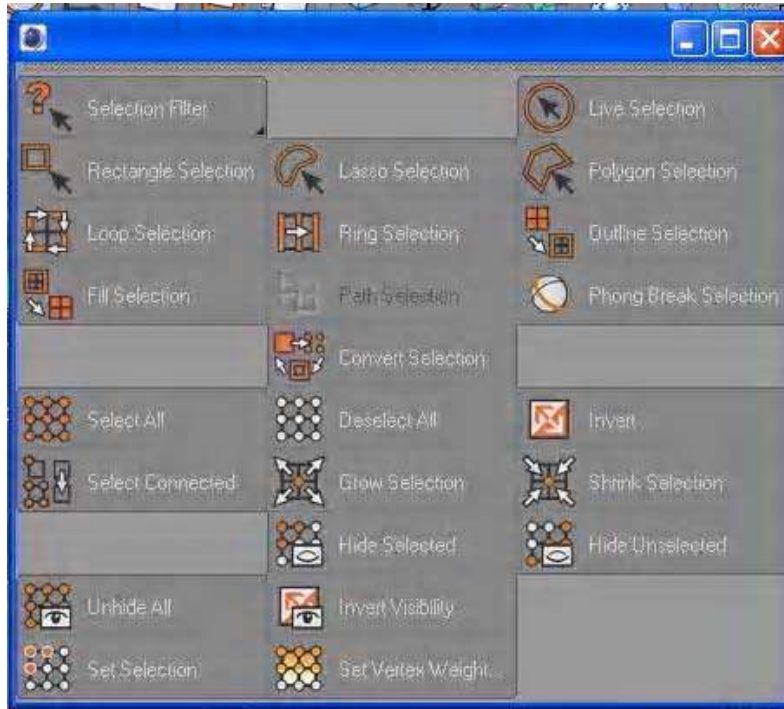 Selection Filter
Live Selection
Rectangle Selection
Lasso Selection
Polygon Selection
Loop Selection
Ring Selection
Outline Selection
Fill Selection
Path Selection
Phong Break Selection
Convert Selection
Select All
Deselect All
Invert
Select Connected
Grow Selection
Shrink Selection
Hide Selected
Hide Unselected
Unhide All
Invert Visibility
Set Selection
Set Vertex Weight...